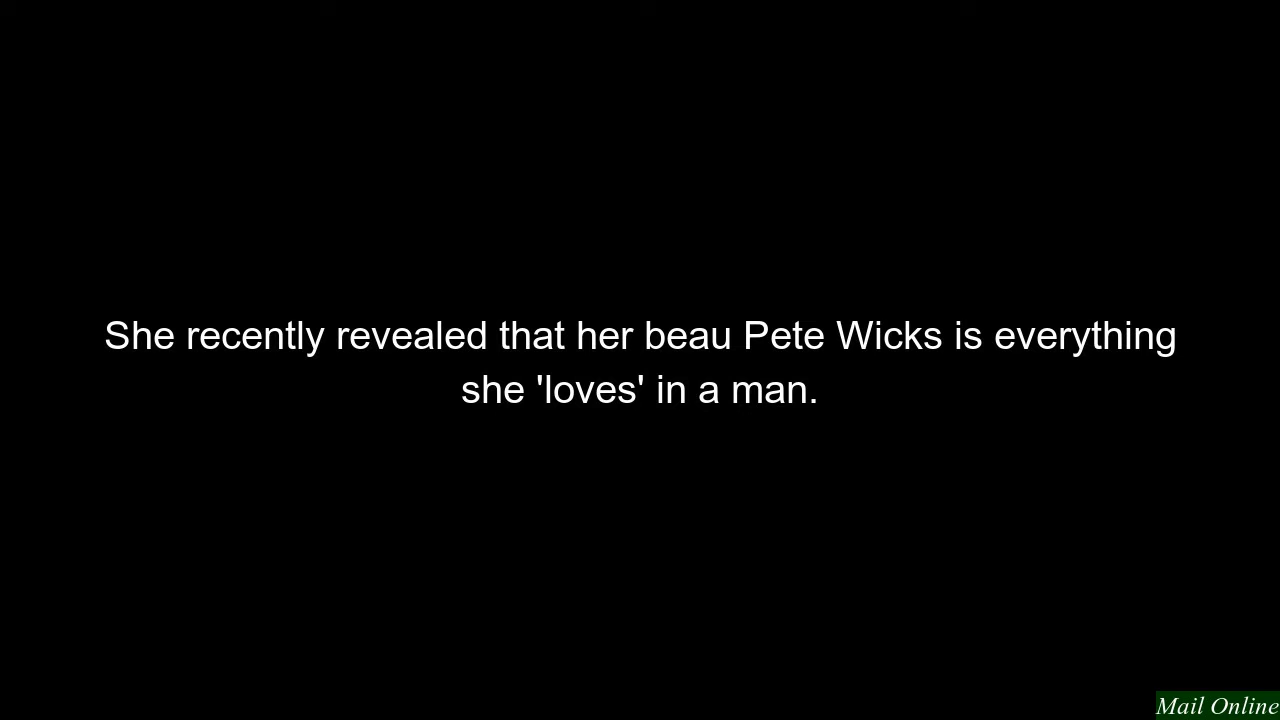 She recently revealed that her beau Pete Wicks is everything
she 'loves' in a man.
Mail Online